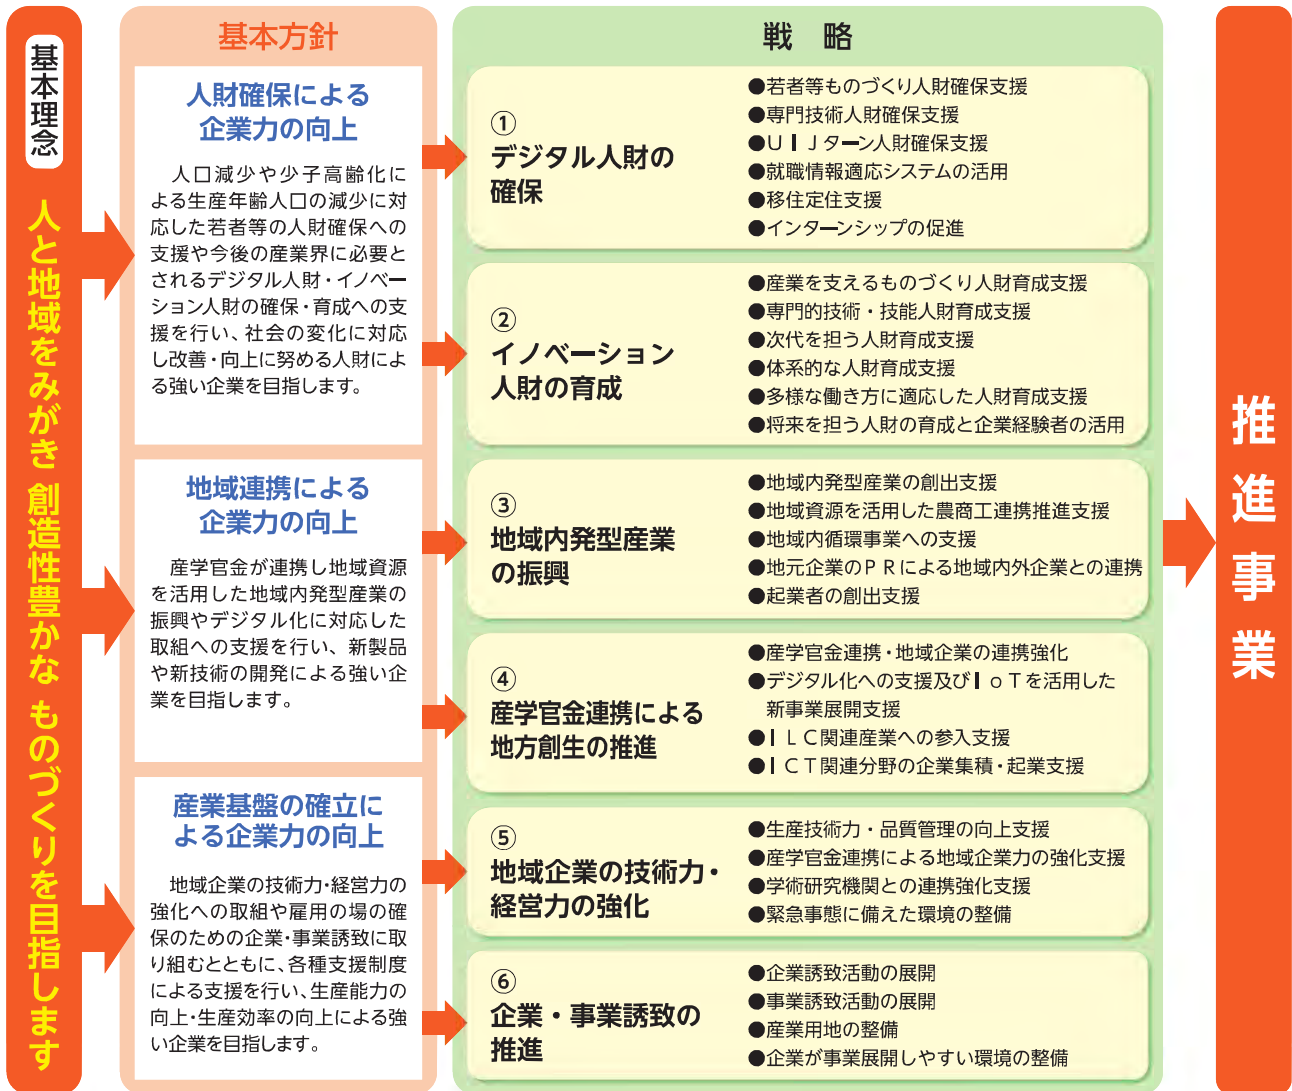 基本理念
人と地域をみがき 創造性豊かな ものづくりを目指します
基本方針
人財確保による
企業力の向上
人口減少や少子高齢化に
よる生産年齢人口の減少に対
応した若者等の人財確保への
支援や今後の産業界に必要と
されるデジタル人財・イノベー
ション人財の確保・育成への支
援を行い、社会の変化に対応
し改善・向上に努める人財によ
る強い企業を目指します。
地域連携による
企業力の向上
産学官金が連携し地域資源
を活用した地域内発型産業の
振興やデジタル化に対応した
取組への支援を行い、新製品
や新技術の開発による強い企
業を目指します。
産業基盤の確立に
よる企業力の向上
地域企業の技術力・経営力の
強化への取組や雇用の場の確
保のための企業・事業誘致に取
り組むとともに、各種支援制度
による支援を行い、生産能力の
向上・生産効率の向上による強
い企業を目指します。
戦 略
①
デジタル人財の
確保
●若者等ものづくり人財確保支援
●専門技術人財確保支援
●ＵＩＪターン人財確保支援
●就職情報適応システムの活用
●移住定住支援
●インターンシップの促進
②
イノベーション
人財の育成
●産業を支えるものづくり人財育成支援
●専門的技術・技能人財育成支援
●次代を担う人財育成支援
●体系的な人財育成支援
●多様な働き方に適応した人財育成支援
●将来を担う人財の育成と企業経験者の活用
③
地域内発型産業
の振興
●地域内発型産業の創出支援
●地域資源を活用した農商工連携推進支援
●地域内循環事業への支援
●地元企業のＰＲによる地域内外企業との連携
●起業者の創出支援
④
産学官金連携による
地方創生の推進
●産学官金連携・地域企業の連携強化
●デジタル化への支援及びＩｏＴを活用した
新事業展開支援
●ＩＬＣ関連産業への参入支援
●ＩＣＴ関連分野の企業集積・起業支援
⑤
地域企業の技術力・
経営力の強化
●生産技術力・品質管理の向上支援
●産学官金連携による地域企業力の強化支援
●学術研究機関との連携強化支援
●緊急事態に備えた環境の整備
⑥
企業・事業誘致の
推進
●企業誘致活動の展開
●事業誘致活動の展開
●産業用地の整備
●企業が事業展開しやすい環境の整備
推進事業